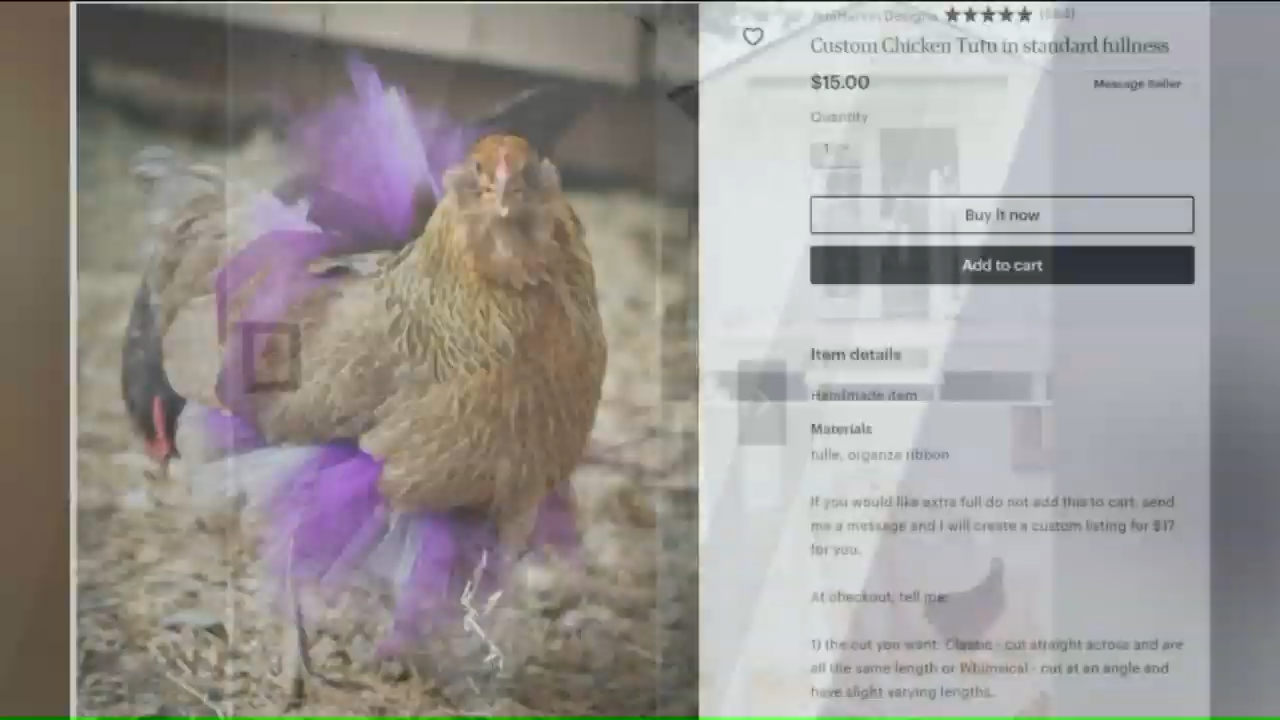 Designs ★★★★★
Custom Chicken Tutu in standard fullness
$15.00
Message Seller
Quantity
1
Buy it now
Add to cart
Item details
Handmade item
Materials
tulle, organza ribbon
If you would like extra full do not add this to cart, send
me a message and I will create a custom listing for $17
for you.
At checkout, tell me:
1) the cut you want: Classic - cut straight across and are
all the same length or Whimsical - cut at an angle and
have slight varying lengths.